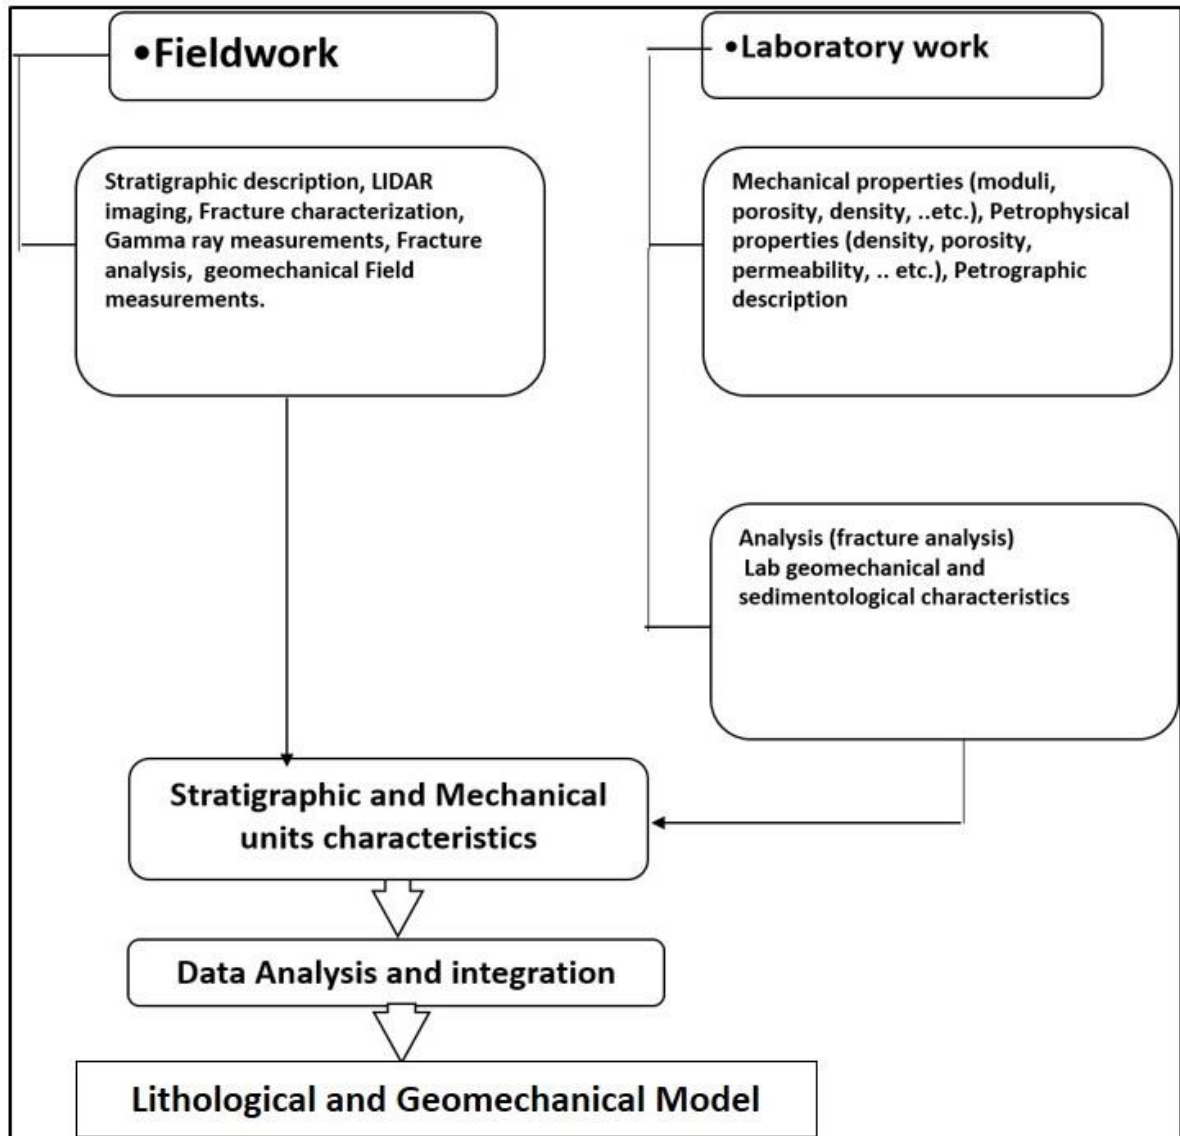 •Fieldwork
Stratigraphic description, LIDAR
imaging, Fracture characterization,
Gamma ray measurements, Fracture
analysis,  geomechanical Field
measurements.
•Laboratory work
Mechanical properties (moduli,
porosity, density, ..etc.), Petrophysical
properties (density, porosity,
permeability, .. etc.), Petrographic
description
Analysis (fracture analysis)
Lab geomechanical and
sedimentological characteristics
Stratigraphic and Mechanical
units characteristics
Data Analysis and integration
Lithological and Geomechanical Model